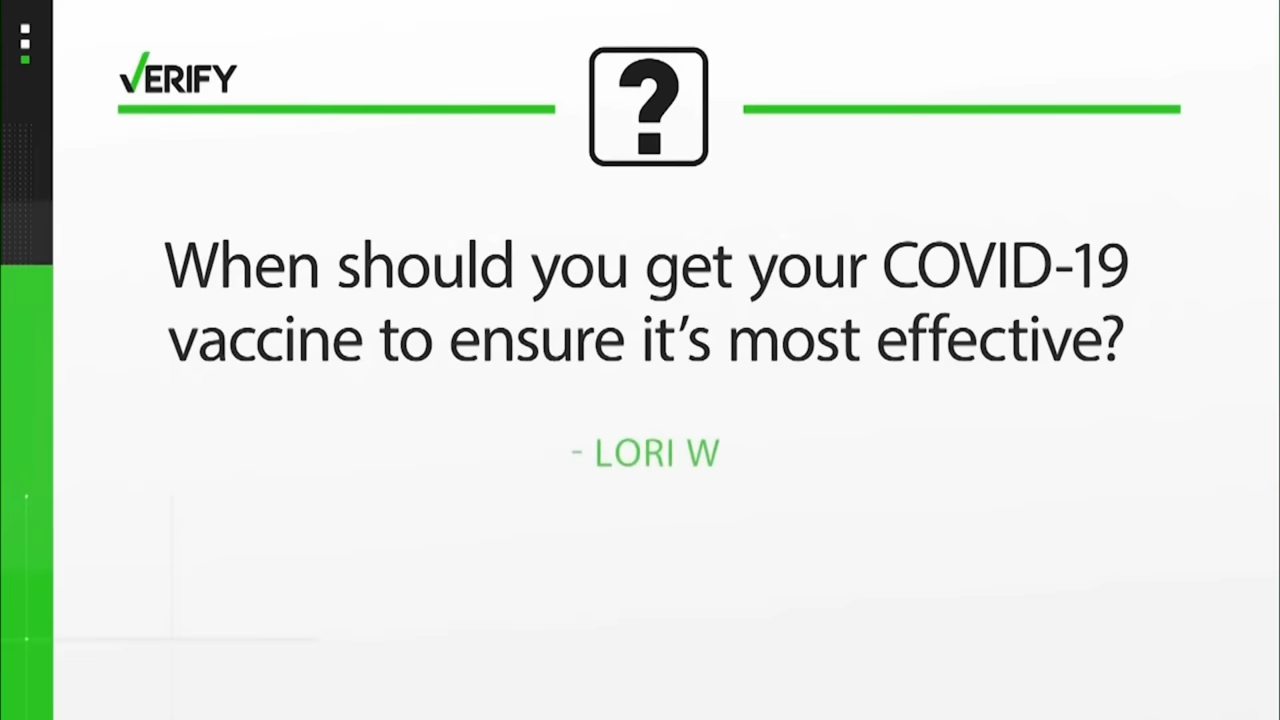 VERIFY
?
When should you get your COVID-19
vaccine to ensure it's most effective?
- LORI W